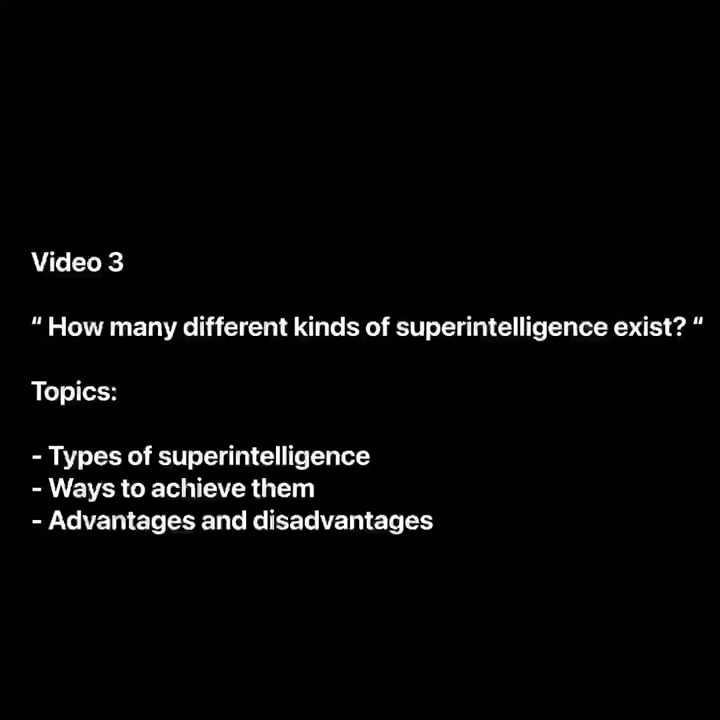 Video 3
“ How many different kinds of superintelligence exist? “
Topics:
- Types of superintelligence
- Ways to achieve them
- Advantages and disadvantages